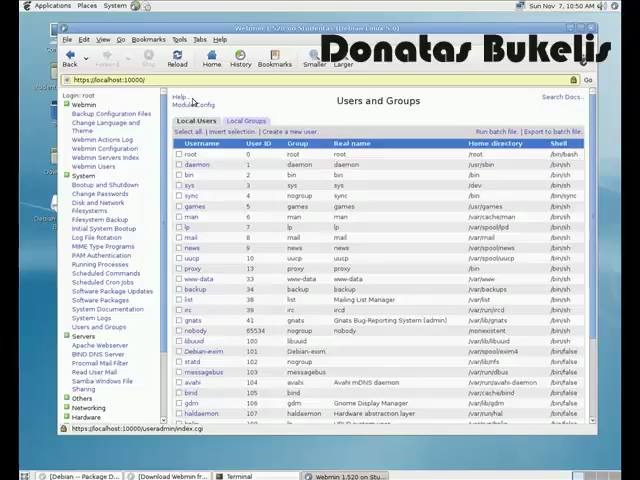 Applications Places System Sun Nov 7, 10:50 AM
Webmin 1.520 on Studentas (Debian Linux 5.0)
File Edit View Go Bookmarks Tools Tabs Help
Donatas Bukelis
Back Forward Stop Reload Home History Bookmarks Smaller Larger
https://localhost:10000/ Go
Login: root
Webmin
Backup Configuration Files
Change Language and
Theme
Webmin Actions Log
Webmin Configuration
Webmin Servers Index
Webmin Users
System
Bootup and Shutdown
Change Passwords
Disk and Network
Filesystems
Filesystem Backup
Initial System Bootup
Log File Rotation
MIME Type Programs
PAM Authentication
Running Processes
Scheduled Commands
Scheduled Cron Jobs
Software Package Updates
Software Packages
System Documentation
System Logs
Users and Groups
Servers
Apache Webserver
BIND DNS Server
Procmail Mail Filter
Read User Mail
Samba Windows File
Sharing
Others
Networking
Hardware
Help..
Module Config
Users and Groups
Search Docs..
Local Users Local Groups
Select all. | Invert selection. | Create a new user. Run batch file. | Export to batch file.
Username User ID Group Real name Home directory Shell
root 0 root root /root /bin/bash
daemon 1 daemon daemon /usr/sbin /bin/sh
bin 2 bin bin /bin /bin/sh
sys 3 sys sys /dev /bin/sh
sync 4 nogroup sync /bin /bin/sync
games 5 games games /usr/games /bin/sh
man 6 man man /var/cache/man /bin/sh
lp 7 lp lp /var/spool/lpd /bin/sh
mail 8 mail mail /var/mail /bin/sh
news 9 news news /var/spool/news /bin/sh
uucp 10 uucp uucp /var/spool/uucp /bin/sh
proxy 13 proxy proxy /bin /bin/sh
www-data 33 www-data www-data /var/www /bin/sh
backup 34 backup backup /var/backups /bin/sh
list 38 list Mailing List Manager /var/list /bin/sh
irc 39 irc ircd /var/run/ircd /bin/sh
gnats 41 gnats Gnats Bug-Reporting System (admin) /var/lib/gnats /bin/sh
nobody 65534 nogroup nobody /nonexistent /bin/sh
libuuid 100 libuuid /var/lib/libuuid /bin/sh
Debian-exim 101 Debian-exim /var/spool/exim4 /bin/false
statd 102 nogroup /var/lib/nfs /bin/false
messagebus 103 messagebus /var/run/dbus /bin/false
avahi 104 avahi Avahi mDNS daemon /var/run/avahi-daemon /bin/false
bind 105 bind /var/cache/bind /bin/false
gdm 106 gdm Gnome Display Manager /var/lib/gdm /bin/false
haldaemon 107 haldaemon Hardware abstraction layer /var/run/hal /bin/false
https://localhost:10000/useradmin/index.cgi
[Debian -- Package D... [Download Webmin fr... Terminal Webmin 1.520 on Stu...